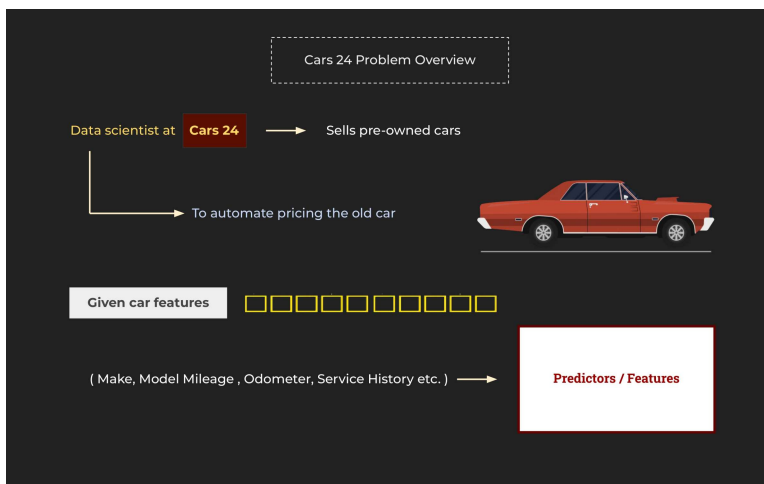 Cars 24 Problem Overview
Data scientist at Cars 24 Sells pre-owned cars
To automate pricing the old car
Given car features
( Make, Model Mileage , Odometer, Service History etc. ) Predictors / Features